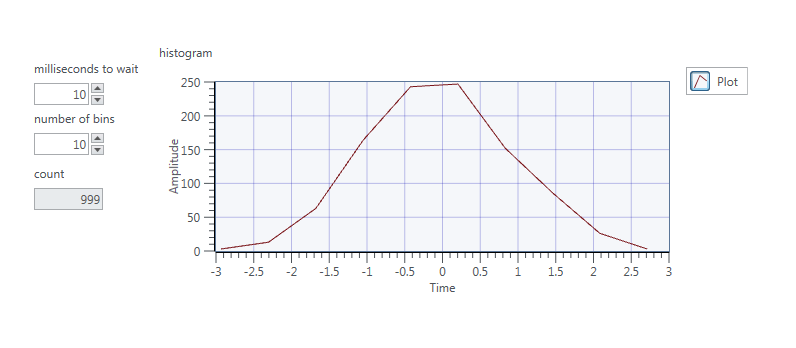 histogram
milliseconds to wait
10
number of bins
10
count
999
Plot
Amplitude
250
200
150
100
50
0
-3 -2.5 -2 -1.5 -1 -0.5 0 0.5 1 1.5 2 2.5 3
Time